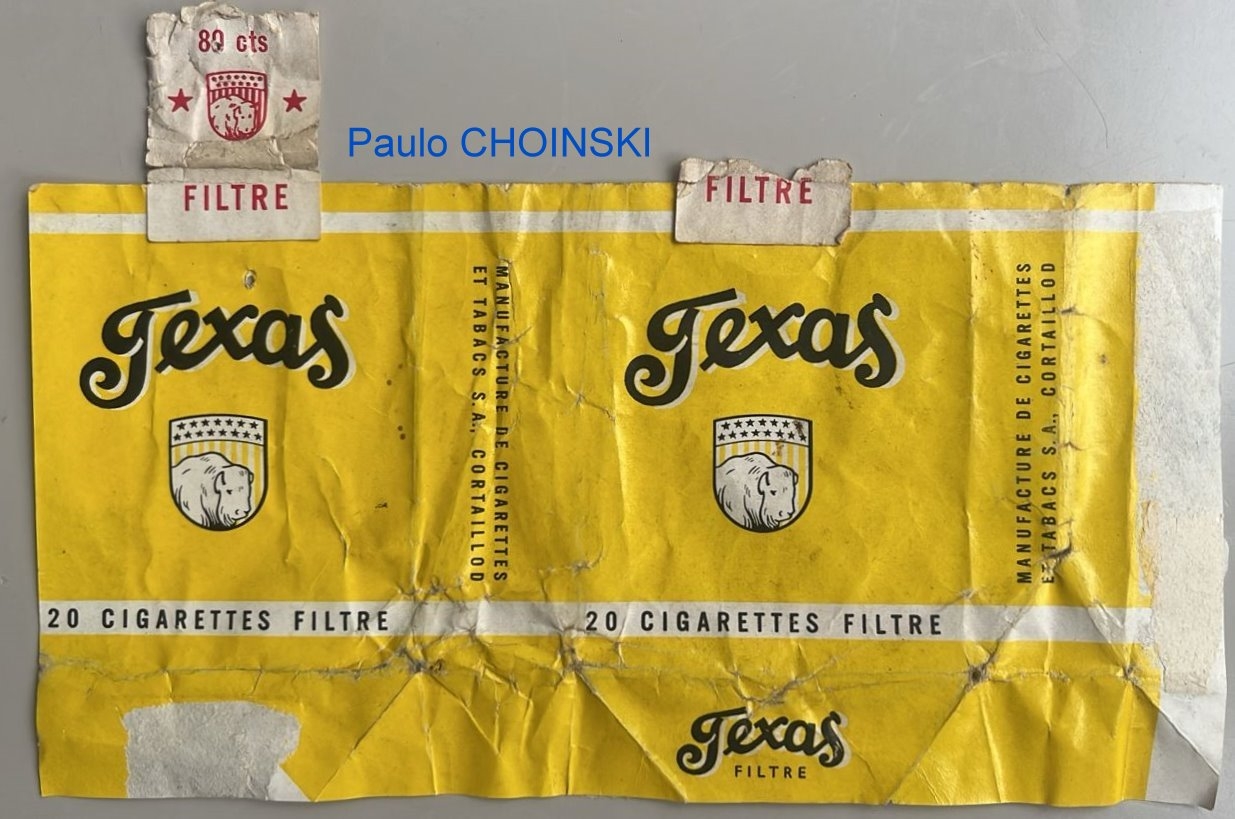 80 cts
Paulo CHOINSKI
FILTRE
FILTRE
Texas
MANUFACTURE DE CIGARETTES
ET TABACS S.A., CORTAILLOD
Texas
MANUFACTURE DE CIGARETTES
ET TABACS S.A., CORTAILLOD
20 CIGARETTES FILTRE
20 CIGARETTES FILTRE
Texas
FILTRE